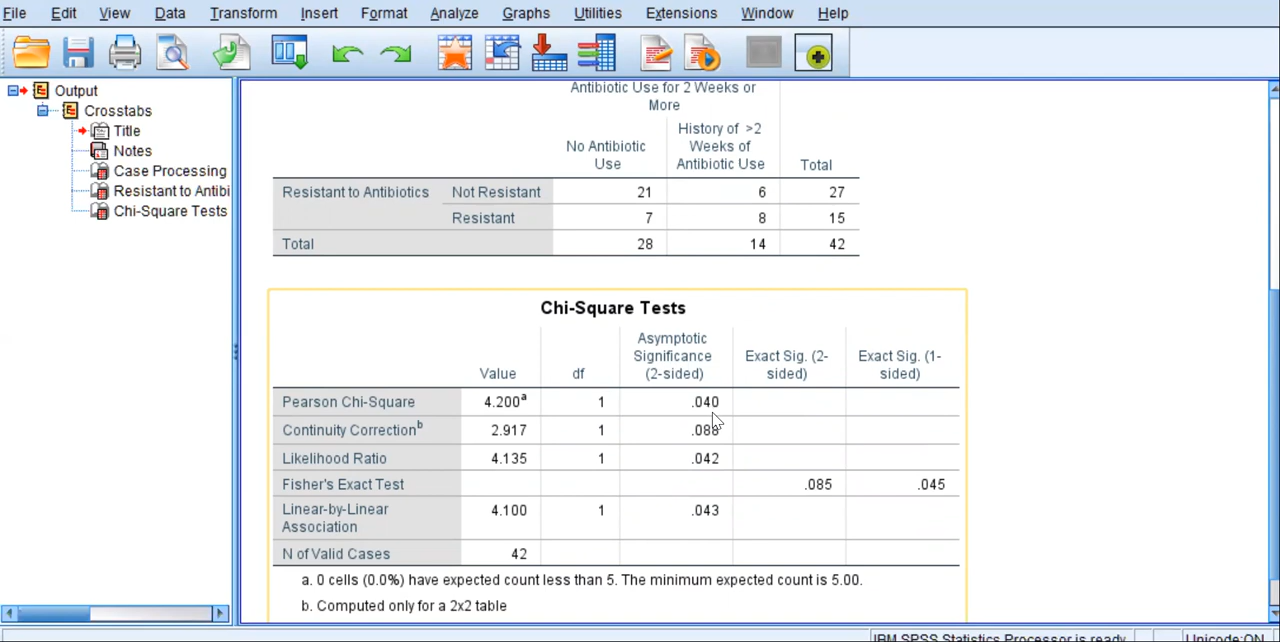 File Edit View Data Transform Insert Format Analyze Graphs Utilities Extensions Window Help
Output
Crosstabs
Title
Notes
Case Processing
Resistant to Antibi
Chi-Square Tests
Antibiotic Use for 2 Weeks or
More
No Antibiotic
Use
History of >2
Weeks of
Antibiotic Use
Total
Resistant to Antibiotics Not Resistant 21 6 27
Resistant 7 8 15
Total 28 14 42
Chi-Square Tests
Value
df
Asymptotic
Significance
(2-sided)
Exact Sig. (2-
sided)
Exact Sig. (1-
sided)
Pearson Chi-Square 4.200a 1 .040
Continuity Correctionb 2.917 1 .088
Likelihood Ratio 4.135 1 .042
Fisher's Exact Test .085 .045
Linear-by-Linear
Association 4.100 1 .043
N of Valid Cases 42
a. 0 cells (0.0%) have expected count less than 5. The minimum expected count is 5.00.
b. Computed only for a 2x2 table
IBM SPSS Statistics Processor is ready Unicode:ON